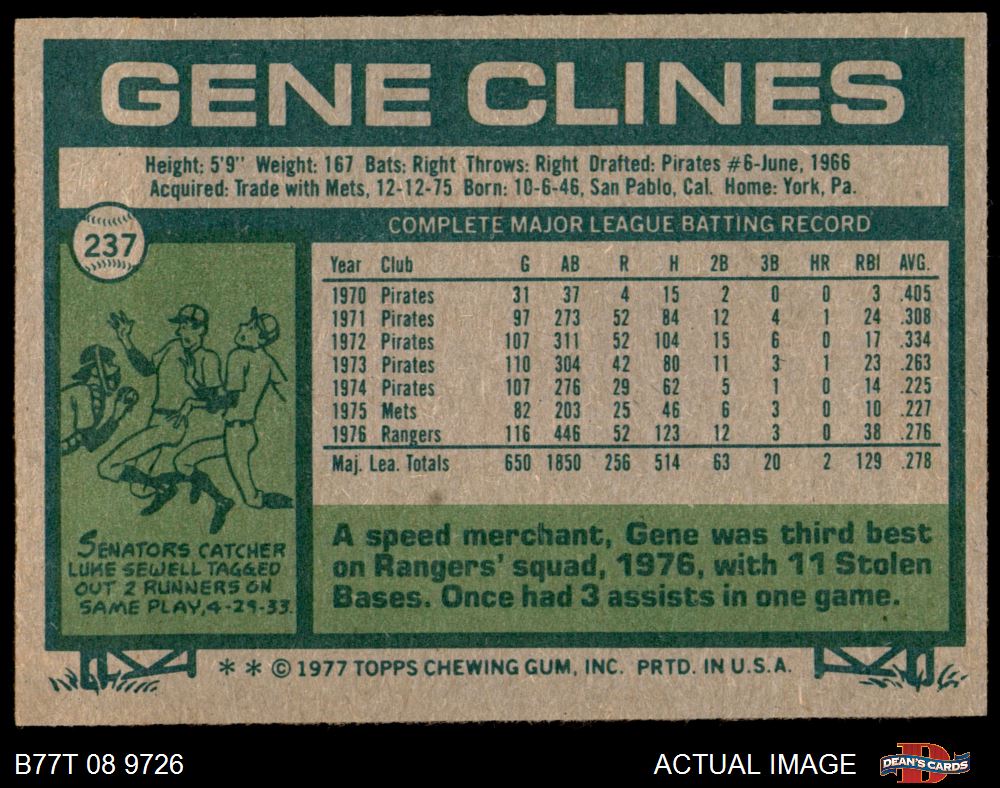 GENE CLINES
Height: 5'9" Weight: 167 Bats: Right Throws: Right Drafted: Pirates #6-June, 1966
Acquired: Trade with Mets, 12-12-75 Born: 10-6-46, San Pablo, Cal. Home: York, Pa.
237
COMPLETE MAJOR LEAGUE BATTING RECORD
Year Club G AB R H 2B 3B HR RBI AVG.
1970 Pirates 31 37 4 15 2 0 0 3 .405
1971 Pirates 97 273 52 84 12 4 1 24 .308
1972 Pirates 107 311 52 104 15 6 0 17 .334
1973 Pirates 110 304 42 80 11 3 1 23 .263
1974 Pirates 107 276 29 62 5 1 0 14 .225
1975 Mets 82 203 25 46 6 3 0 10 .227
1976 Rangers 116 446 52 123 12 3 0 38 .276
Maj. Lea. Totals 650 1850 256 514 63 20 2 129 .278
SENATORS CATCHER
LUKE SEWELL TAGGED
OUT 2 RUNNERS ON
SAME PLAY, 4-29-33.
A speed merchant, Gene was third best
on Rangers' squad, 1976, with 11 Stolen
Bases. Once had 3 assists in one game.
* * © 1977 TOPPS CHEWING GUM, INC. PRTD. IN U.S.A.
B77T 08 9726
ACTUAL IMAGE
D
DEAN'S CARDS